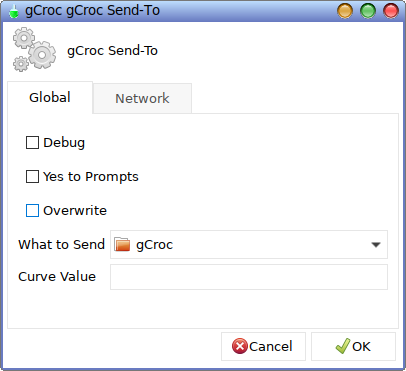 gCroc gCroc Send-To
gCroc Send-To
Global Network
Debug
Yes to Prompts
Overwrite
What to Send gCroc
Curve Value
Cancel OK